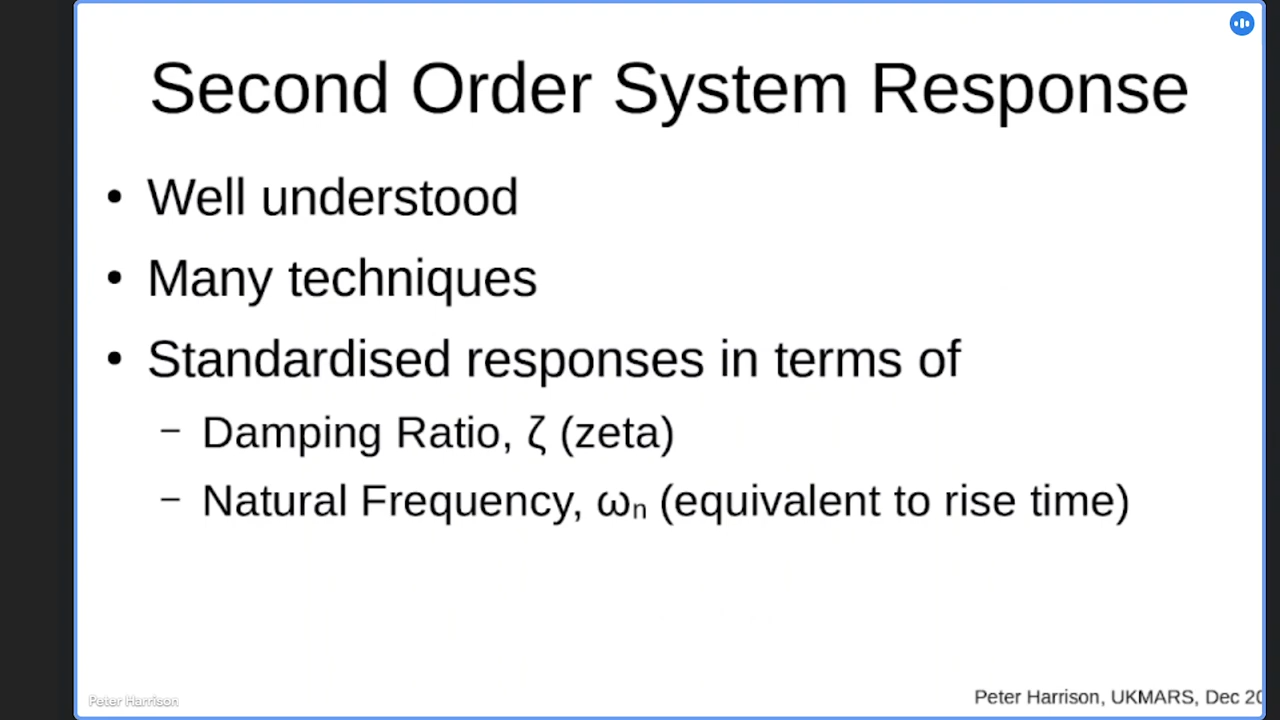 Second Order System Response
• Well understood
• Many techniques
• Standardised responses in terms of
– Damping Ratio, ζ (zeta)
– Natural Frequency, ωₙ (equivalent to rise time)
Peter Harrison
Peter Harrison, UKMARS, Dec